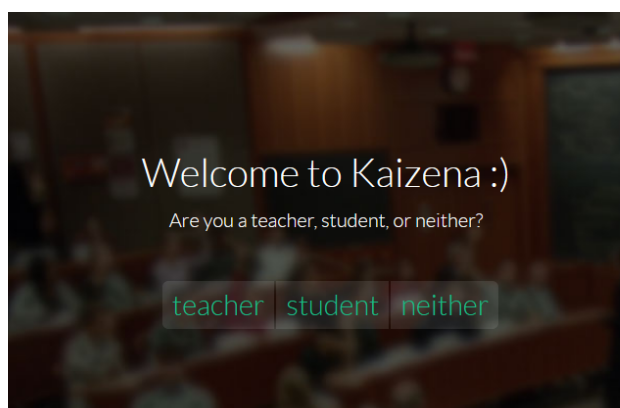 Welcome to Kaizena :)
Are you a teacher, student, or neither?
teacher student neither